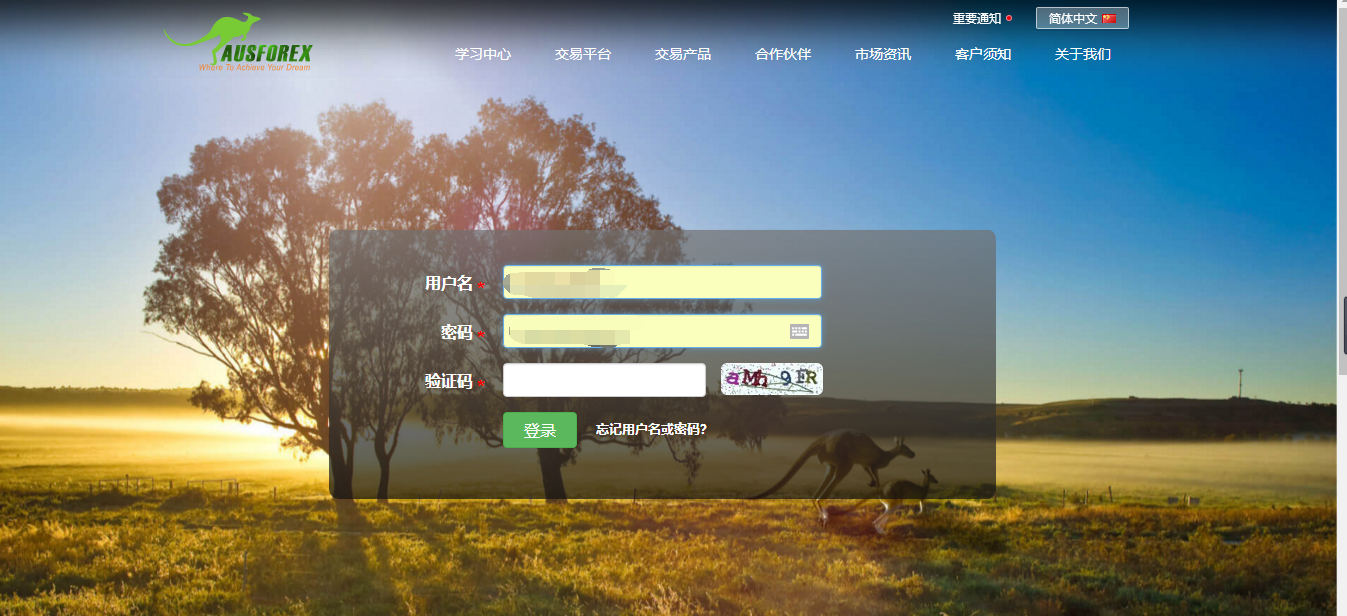 重要通知
简体中文
AUSFOREX
Where To Achieve Your Dream
学习中心 交易平台 交易产品 合作伙伴 市场资讯 客户须知 关于我们
用户名 *
密码 *
验证码 *
aMh 9FR
登录 忘记用户名或密码?